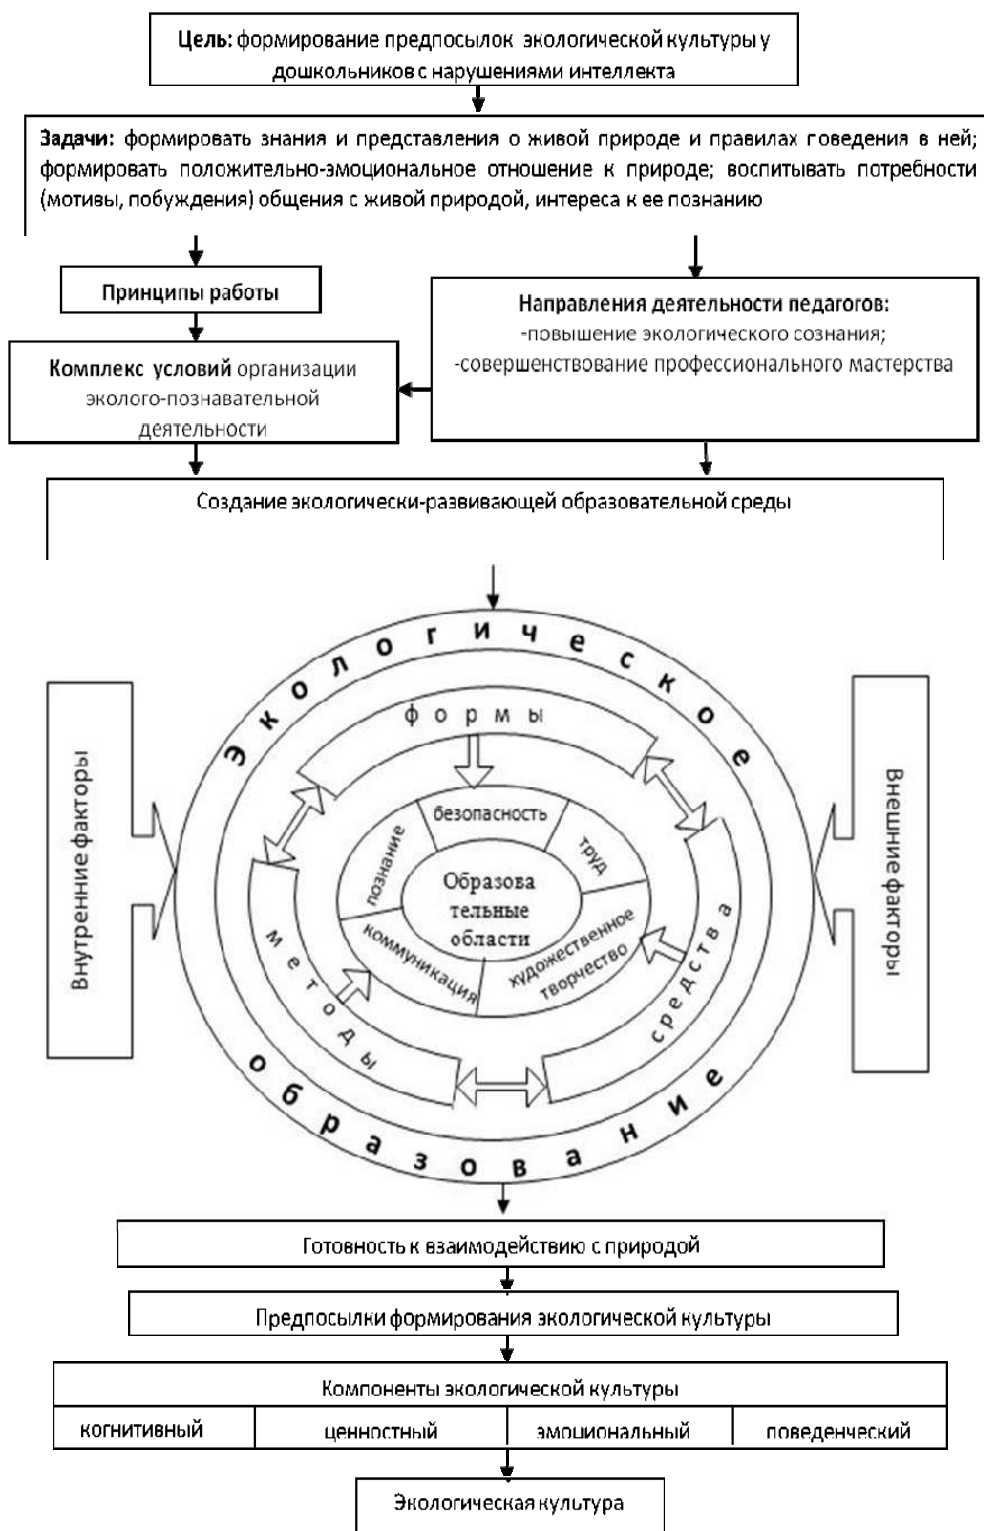 Цель: формирование предпосылок экологической культуры у
дошкольников с нарушениями интеллекта
Задачи: формировать знания и представления о живой природе и правилах поведения в ней;
формировать положительно-эмоциональное отношение к природе; воспитывать потребности
(мотивы, побуждения) общения с живой природой, интереса к ее познанию
Принципы работы
Направления деятельности педагогов:
-повышение экологического сознания;
-совершенствование профессионального мастерства
Комплекс условий организации
эколого-познавательной
деятельности
Создание экологически-развивающей образовательной среды
Экологическое
формы
безопасность
познание
труд
Образова
тельные
области
коммуникация
художественное
творчество
методы
средства
Внутренние факторы
Внешние факторы
образование
Готовность к взаимодействию с природой
Предпосылки формирования экологической культуры
Компоненты экологической культуры
когнитивный ценностный эмоциональный поведенческий
Экологическая культура